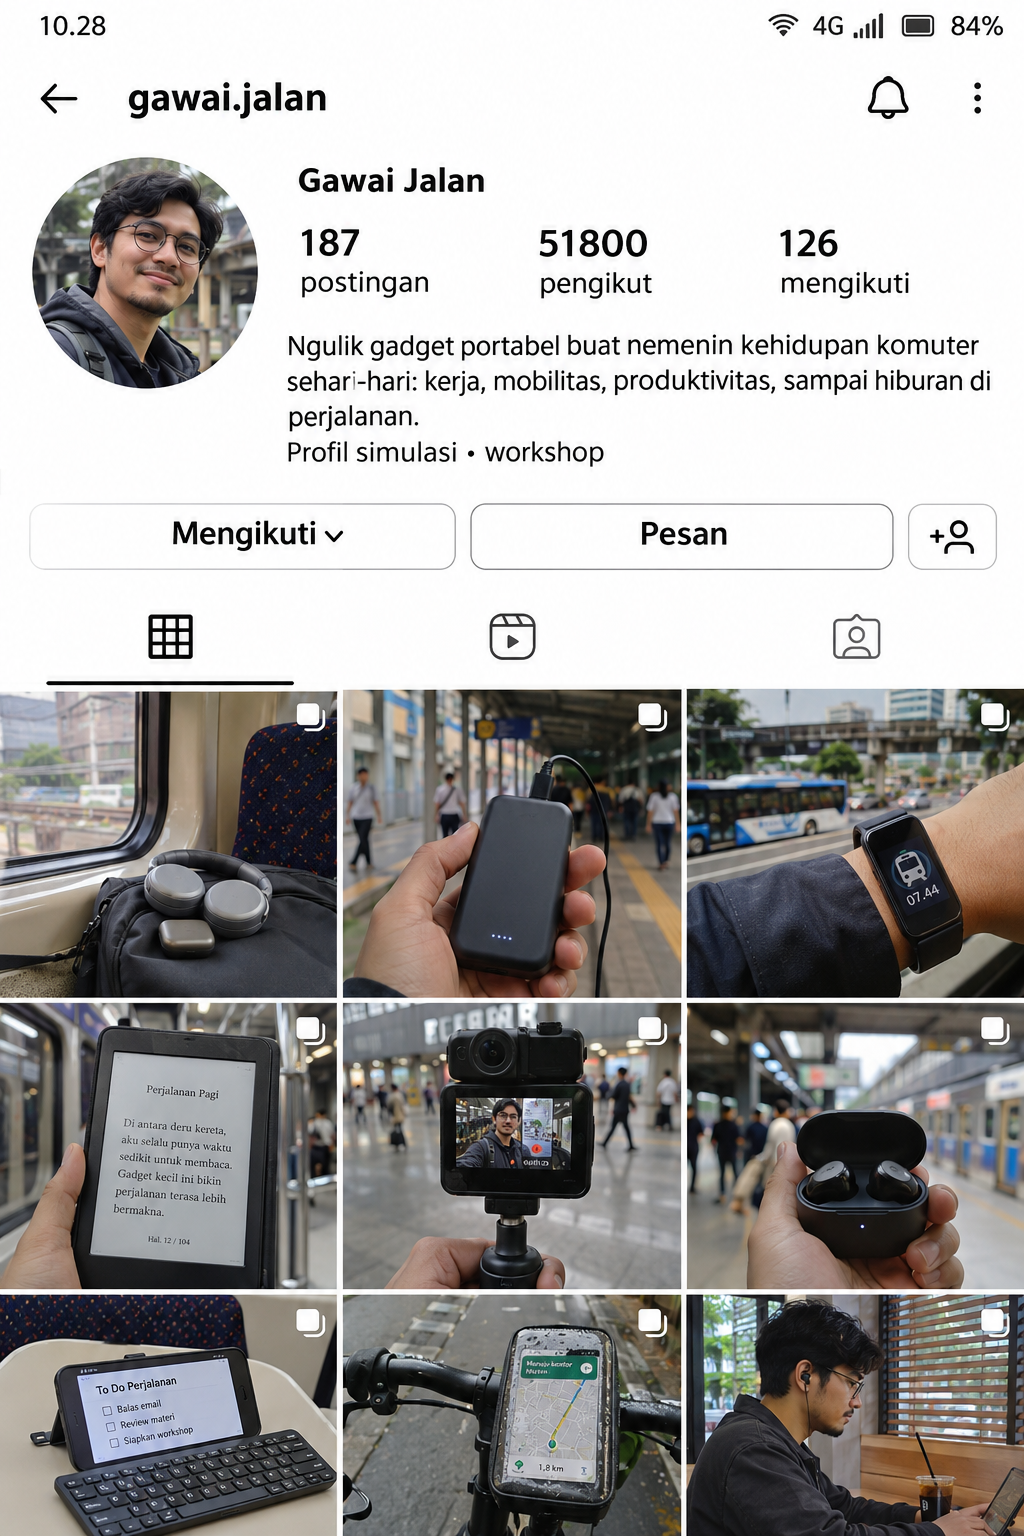 10.28
4G 84%
gawai.jalan
Gawai Jalan
187 51800 126
postingan pengikut mengikuti
Ngulik gadget portabel buat nemenin kehidupan komuter
sehari-hari: kerja, mobilitas, produktivitas, sampai hiburan di
perjalanan.
Profil simulasi • workshop
Mengikuti Pesan
07.44
Perjalanan Pagi
Di antara deru kereta,
aku selalu punya waktu
sedikit untuk membaca.
Gadget kecil ini bikin
perjalanan terasa lebih
bermakna.
Hal. 12 / 104
To Do Perjalanan
Balas email
Review materi
Siapkan workshop
1,8 km